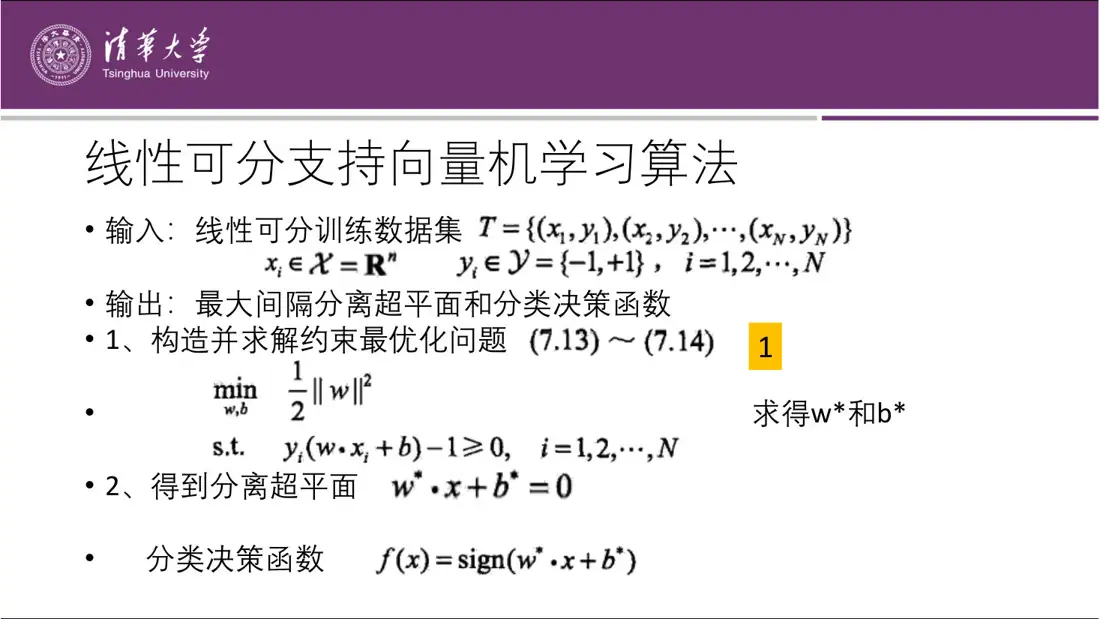 清华大学
Tsinghua University
线性可分支持向量机学习算法
• 输入：线性可分训练数据集 T={(x₁,y₁),(x₂,y₂),⋯,(x_N,y_N)}
xᵢ∈𝒳=Rⁿ yᵢ∈𝒴={−1,+1}， i=1,2,⋯,N
• 输出：最大间隔分离超平面和分类决策函数
• 1、构造并求解约束最优化问题 (7.13)～(7.14)
1
min_{w,b} 1/2 ||w||²
求得w*和b*
s.t. yᵢ(w·xᵢ+b)−1⩾0, i=1,2,⋯,N
• 2、得到分离超平面 w*·x+b*=0
• 分类决策函数 f(x)=sign(w*·x+b*)